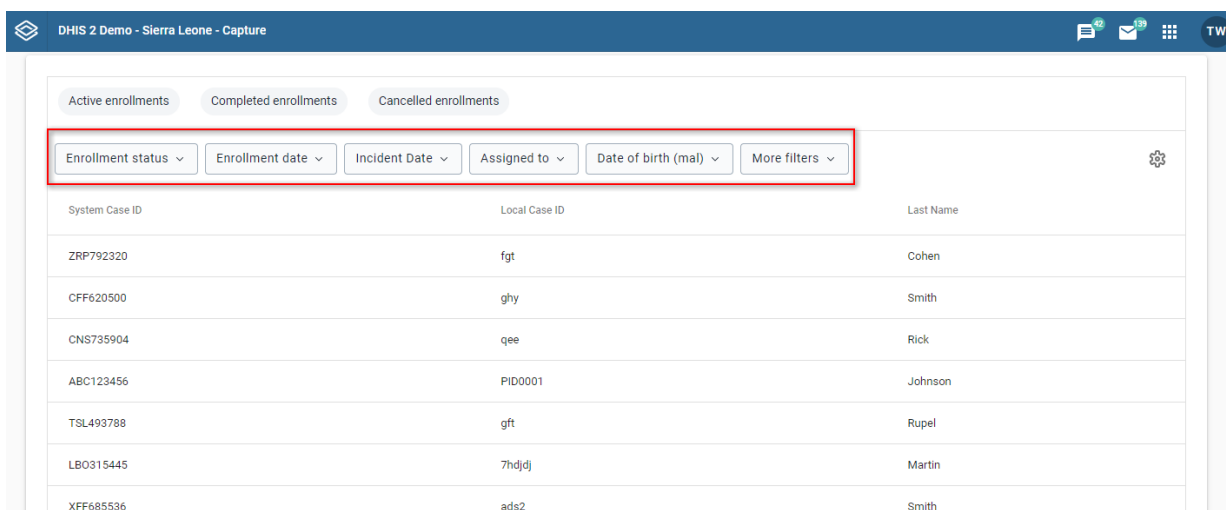 DHIS 2 Demo - Sierra Leone - Capture 42 139 TW
Active enrollments Completed enrollments Cancelled enrollments
Enrollment status Enrollment date Incident Date Assigned to Date of birth (mal) More filters
System Case ID Local Case ID Last Name
ZRP792320 fgt Cohen
CFF620500 ghy Smith
CNS735904 qee Rick
ABC123456 PID0001 Johnson
TSL493788 gft Rupel
LBO315445 7hdjdj Martin
XFF685536 ads2 Smith